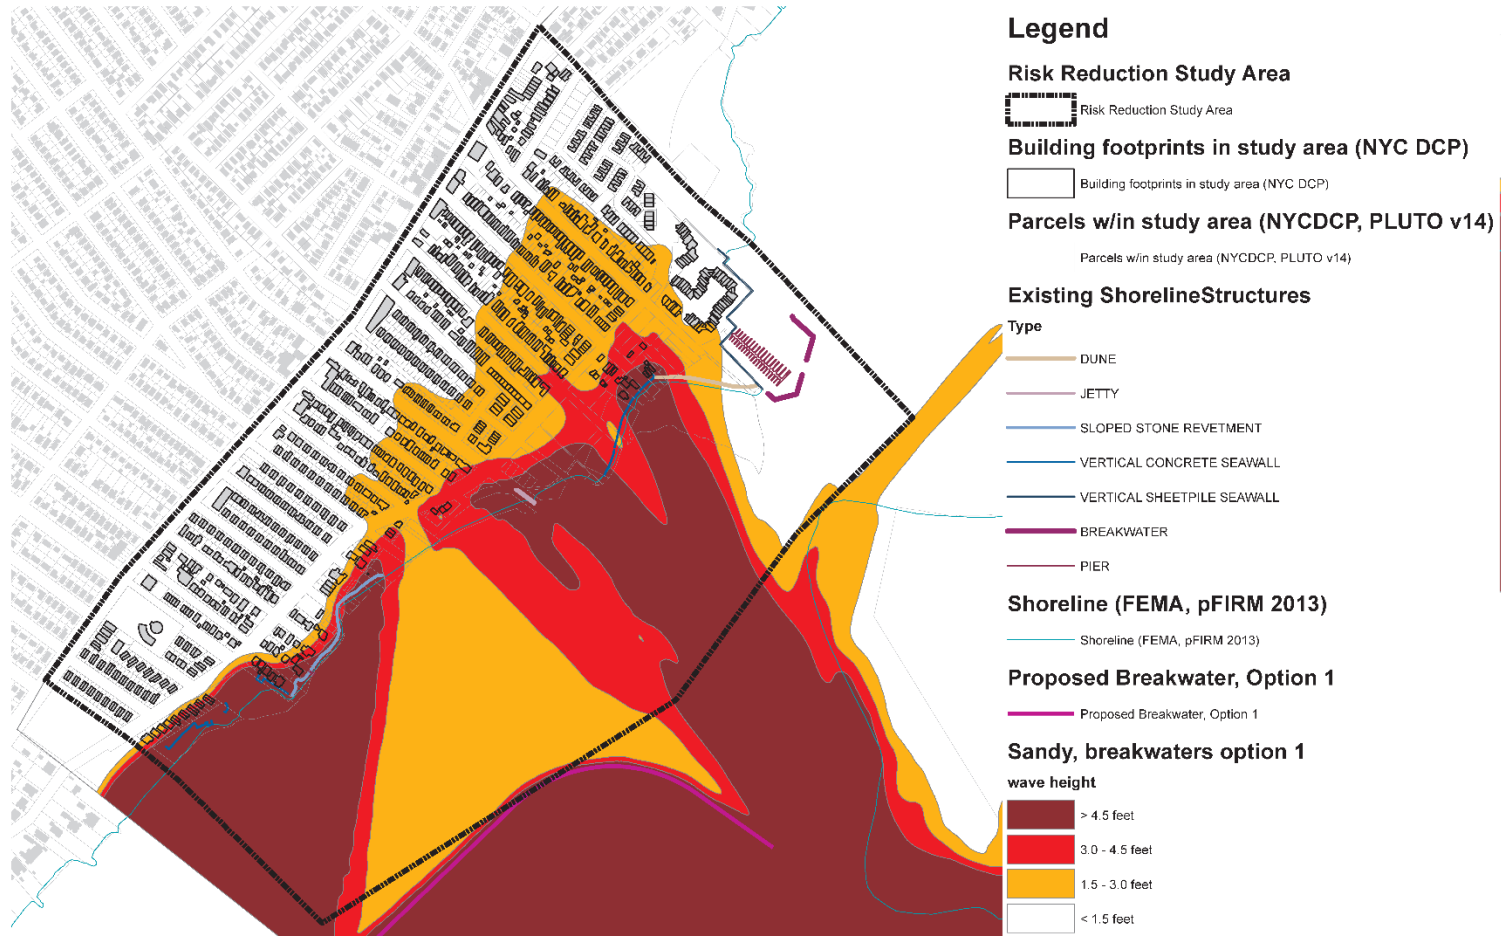 Legend
Risk Reduction Study Area
Risk Reduction Study Area
Building footprints in study area (NYC DCP)
Building footprints in study area (NYC DCP)
Parcels w/in study area (NYCDCP, PLUTO v14)
Parcels w/in study area (NYCDCP, PLUTO v14)
Existing ShorelineStructures
Type
DUNE
JETTY
SLOPED STONE REVETMENT
VERTICAL CONCRETE SEAWALL
VERTICAL SHEETPILE SEAWALL
BREAKWATER
PIER
Shoreline (FEMA, pFIRM 2013)
Shoreline (FEMA, pFIRM 2013)
Proposed Breakwater, Option 1
Proposed Breakwater, Option 1
Sandy, breakwaters option 1
wave height
> 4.5 feet
3.0 - 4.5 feet
1.5 - 3.0 feet
< 1.5 feet